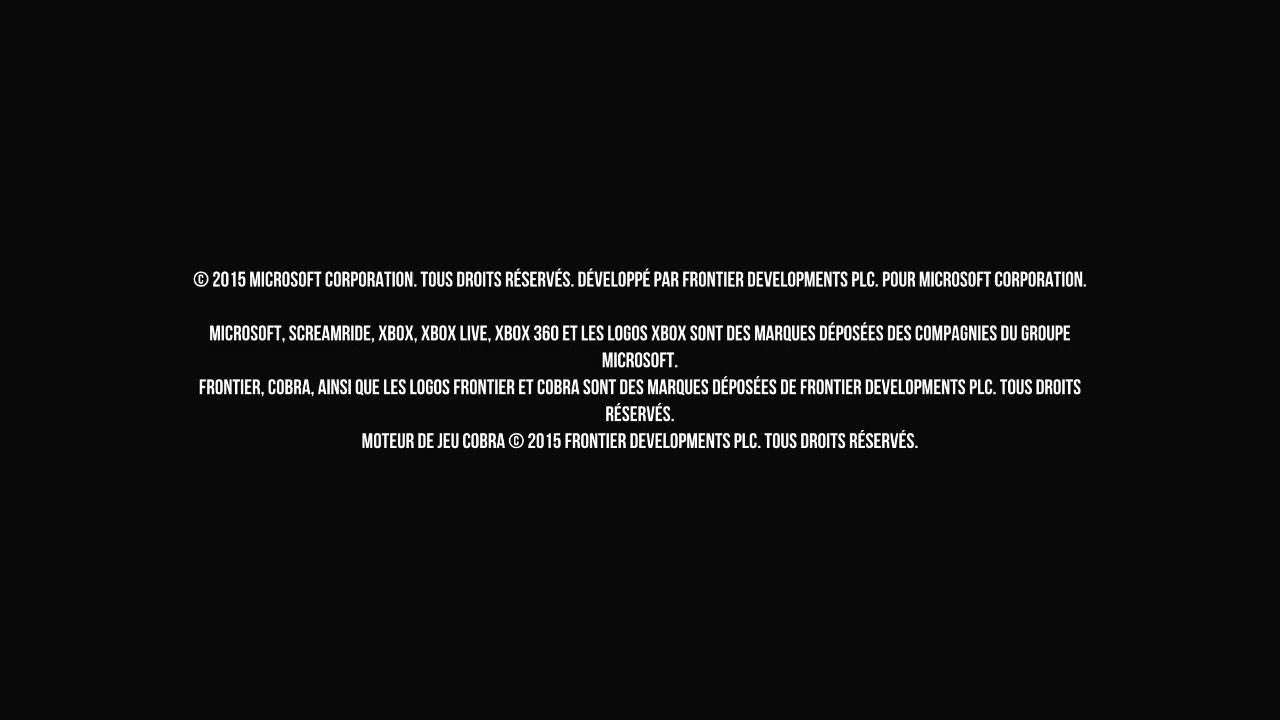 © 2015 MICROSOFT CORPORATION. TOUS DROITS RÉSERVÉS. DÉVELOPPÉ PAR FRONTIER DEVELOPMENTS PLC. POUR MICROSOFT CORPORATION.
MICROSOFT, SCREAMRIDE, XBOX, XBOX LIVE, XBOX 360 ET LES LOGOS XBOX SONT DES MARQUES DÉPOSÉES DES COMPAGNIES DU GROUPE
MICROSOFT.
FRONTIER, COBRA, AINSI QUE LES LOGOS FRONTIER ET COBRA SONT DES MARQUES DÉPOSÉES DE FRONTIER DEVELOPMENTS PLC. TOUS DROITS
RÉSERVÉS.
MOTEUR DE JEU COBRA © 2015 FRONTIER DEVELOPMENTS PLC. TOUS DROITS RÉSERVÉS.